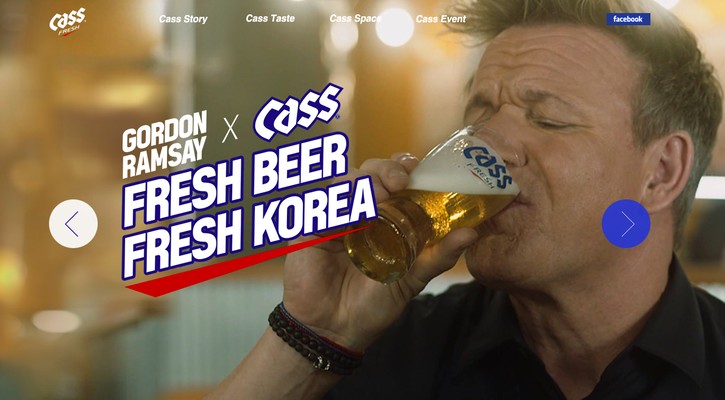 Cass
FRESH
Cass Story
Cass Taste
Cass Space
Cass Event
facebook
GORDON
RAMSAY
X
Cass
FRESH BEER
FRESH KOREA
Cass
FRESH